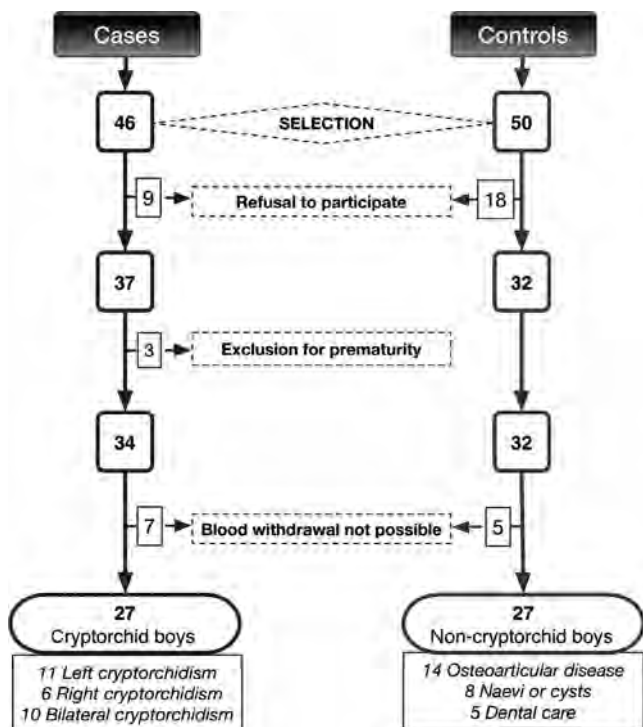 Cases Controls
46 SELECTION 50
9 Refusal to participate 18
37 32
3 Exclusion for prematurity
34 32
7 Blood withdrawal not possible 5
27 27
Cryptorchid boys Non-cryptorchid boys
11 Left cryptorchidism 14 Osteoarticular disease
6 Right cryptorchidism 8 Naevi or cysts
10 Bilateral cryptorchidism 5 Dental care